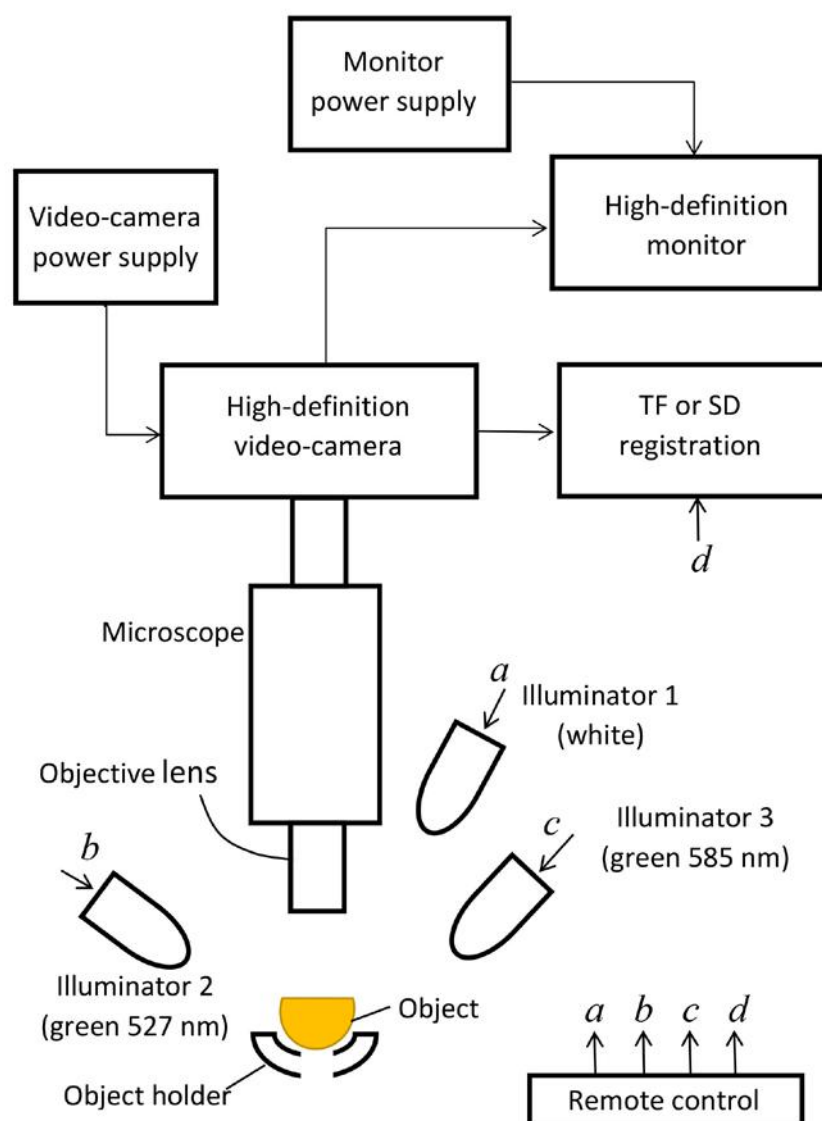 Monitor
power supply
Video-camera
power supply
High-definition
monitor
High-definition
video-camera
TF or SD
registration
d
Microscope
a
Illuminator 1
(white)
Objective lens
b
c
Illuminator 3
(green 585 nm)
Illuminator 2
(green 527 nm)
Object
Object holder
a b c d
Remote control